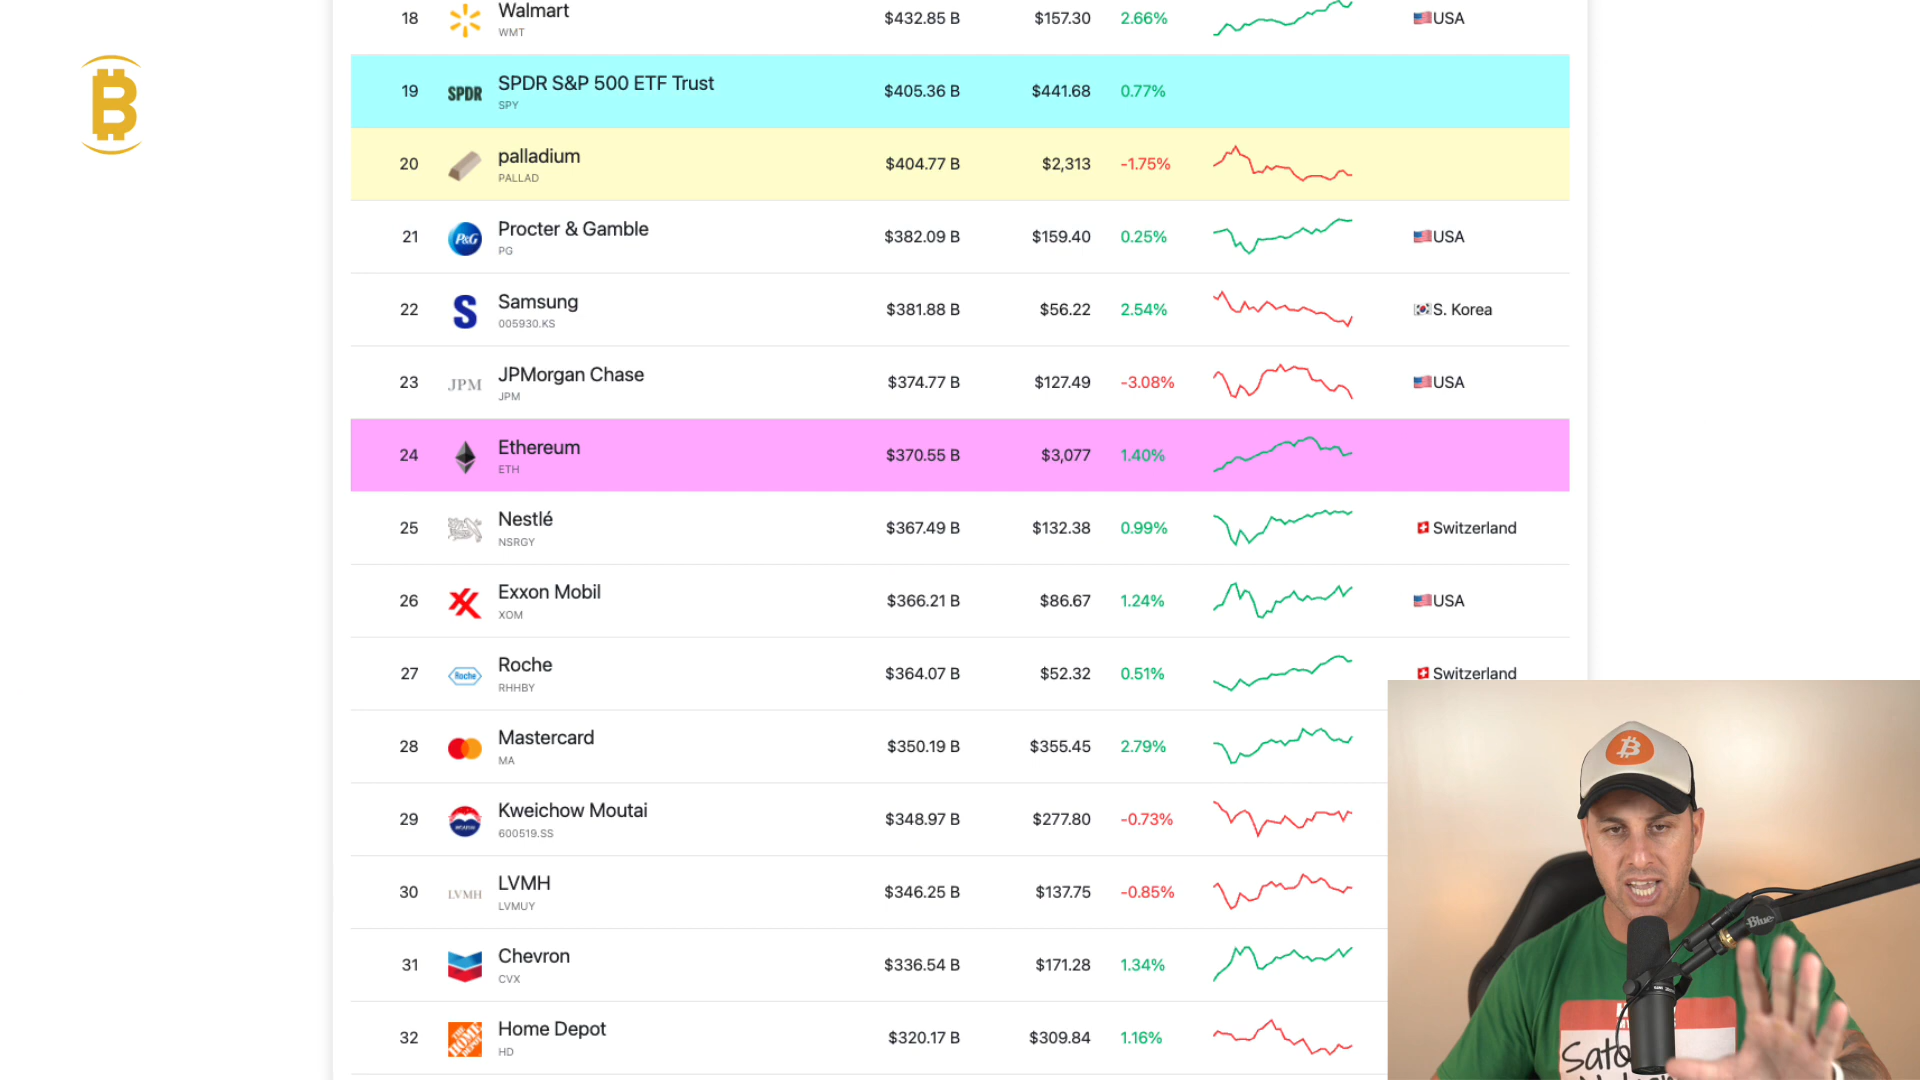 18 Walmart $432.85 B $157.30 2.66% USA
WMT
19 SPDR SPDR S&P 500 ETF Trust $405.36 B $441.68 0.77%
SPY
20 palladium $404.77 B $2,313 -1.75%
PALLAD
21 P&G Procter & Gamble $382.09 B $159.40 0.25% USA
PG
22 S Samsung $381.88 B $56.22 2.54% S. Korea
005930.KS
23 JPM JPMorgan Chase $374.77 B $127.49 -3.08% USA
JPM
24 Ethereum $370.55 B $3,077 1.40%
ETH
25 Nestlé $367.49 B $132.38 0.99% Switzerland
NSRGY
26 Exxon Mobil $366.21 B $86.67 1.24% USA
XOM
27 Roche Roche $364.07 B $52.32 0.51% Switzerland
RHHBY
28 Mastercard $350.19 B $355.45 2.79%
MA
29 Kweichow Moutai $348.97 B $277.80 -0.73%
600519.SS
30 LVMH LVMH $346.25 B $137.75 -0.85%
LVMUY
31 Chevron $336.54 B $171.28 1.34%
CVX
32 THE HOME DEPOT Home Depot $320.17 B $309.84 1.16%
HD
Blue